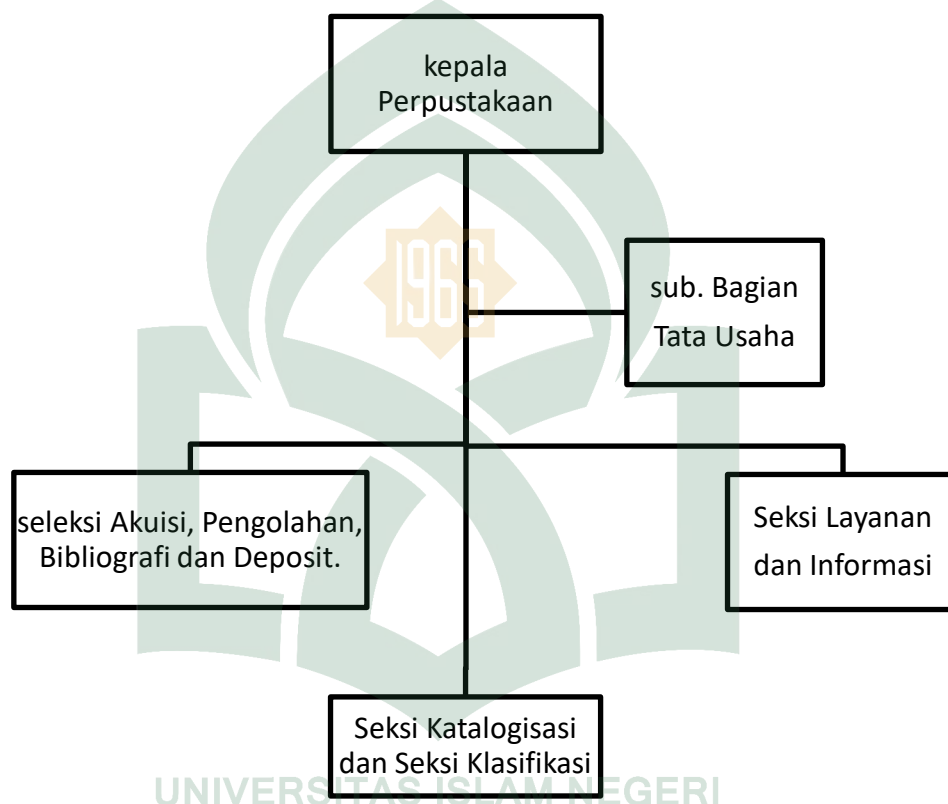 kepala
Perpustakaan
1965
sub. Bagian
Tata Usaha
seleksi Akuisi, Pengolahan,
Bibliografi dan Deposit.
Seksi Layanan
dan Informasi
Seksi Katalogisasi
dan Seksi Klasifikasi
UNIVERSITAS ISLAM NEGERI